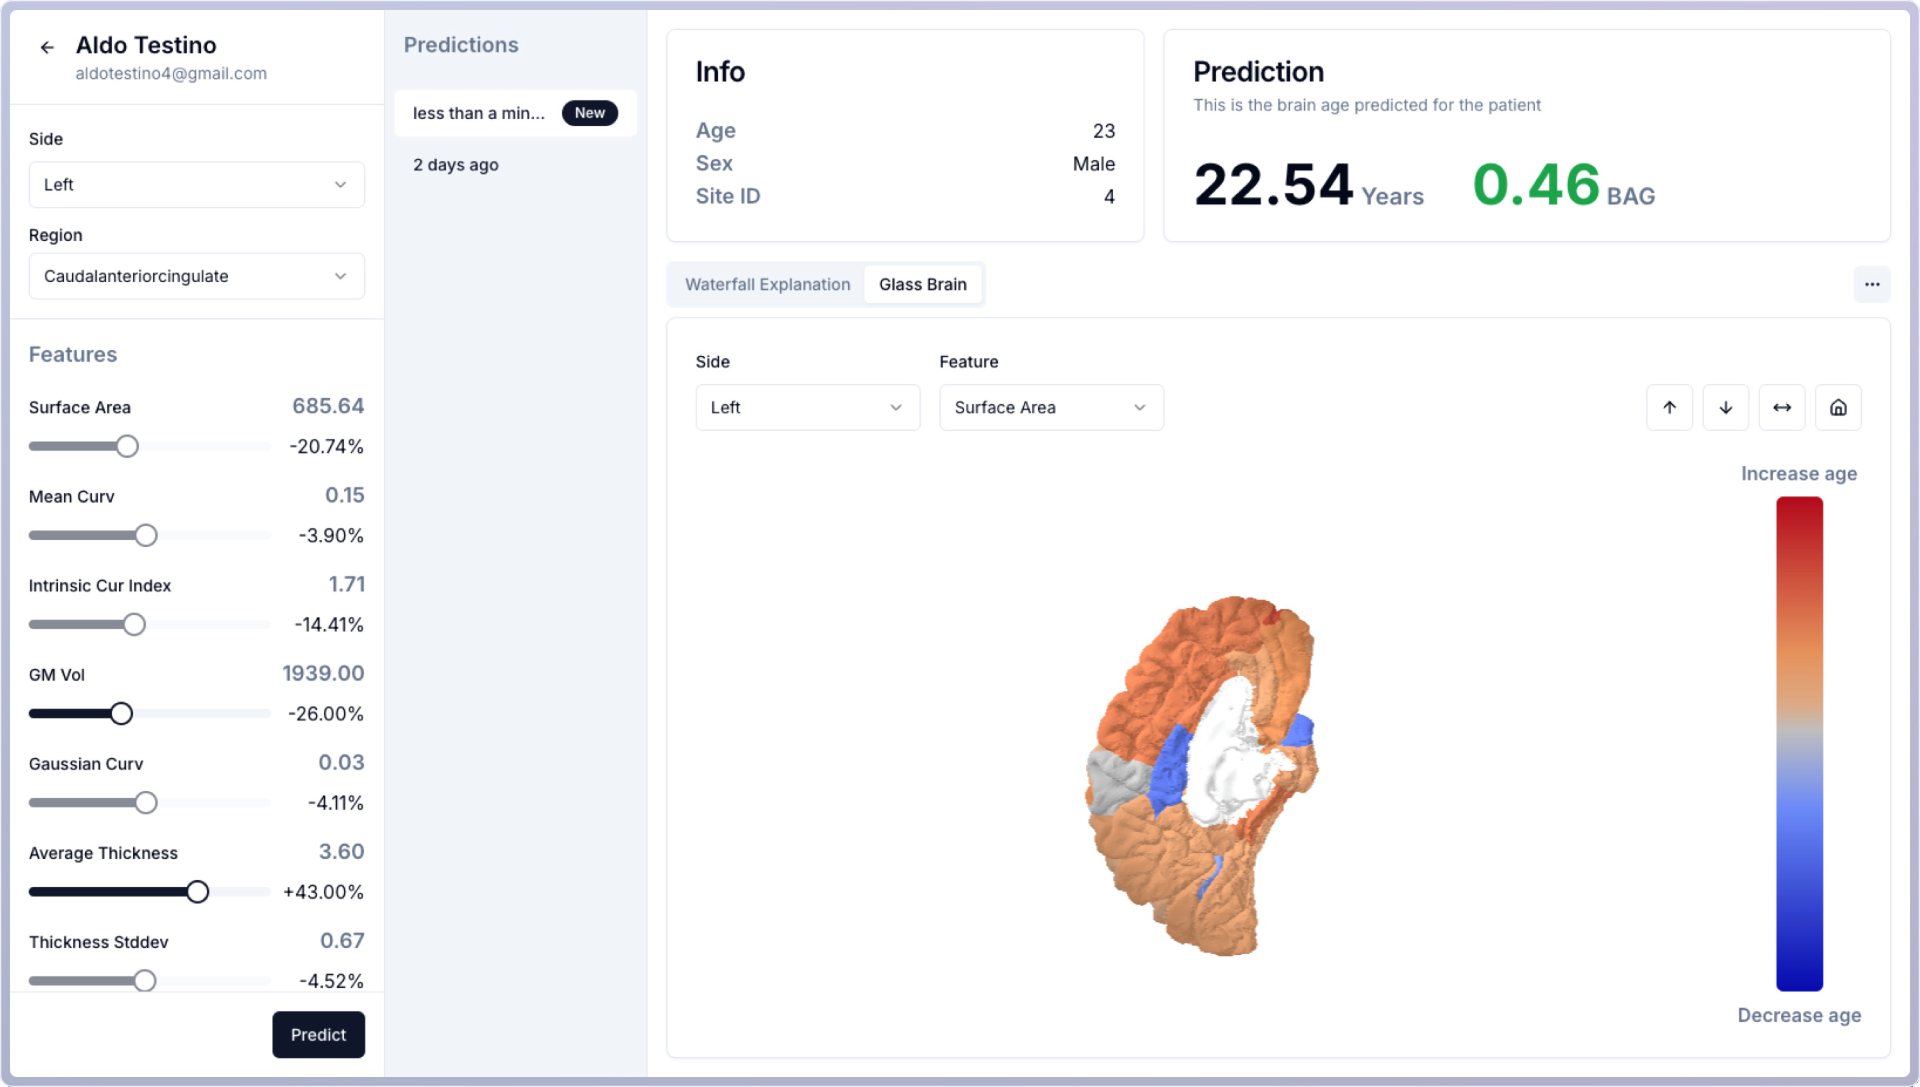 Aldo Testino
aldotestino4@gmail.com
Side
Left
Region
Caudalanteriorcingulate
Features
Surface Area 685.64
-20.74%
Mean Curv 0.15
-3.90%
Intrinsic Cur Index 1.71
-14.41%
GM Vol 1939.00
-26.00%
Gaussian Curv 0.03
-4.11%
Average Thickness 3.60
+43.00%
Thickness Stddev 0.67
-4.52%
Predict
Predictions
less than a min... New
2 days ago
Info
Age 23
Sex Male
Site ID 4
Prediction
This is the brain age predicted for the patient
22.54 Years 0.46 BAG
Waterfall Explanation Glass Brain
Side Feature
Left Surface Area
Increase age
Decrease age